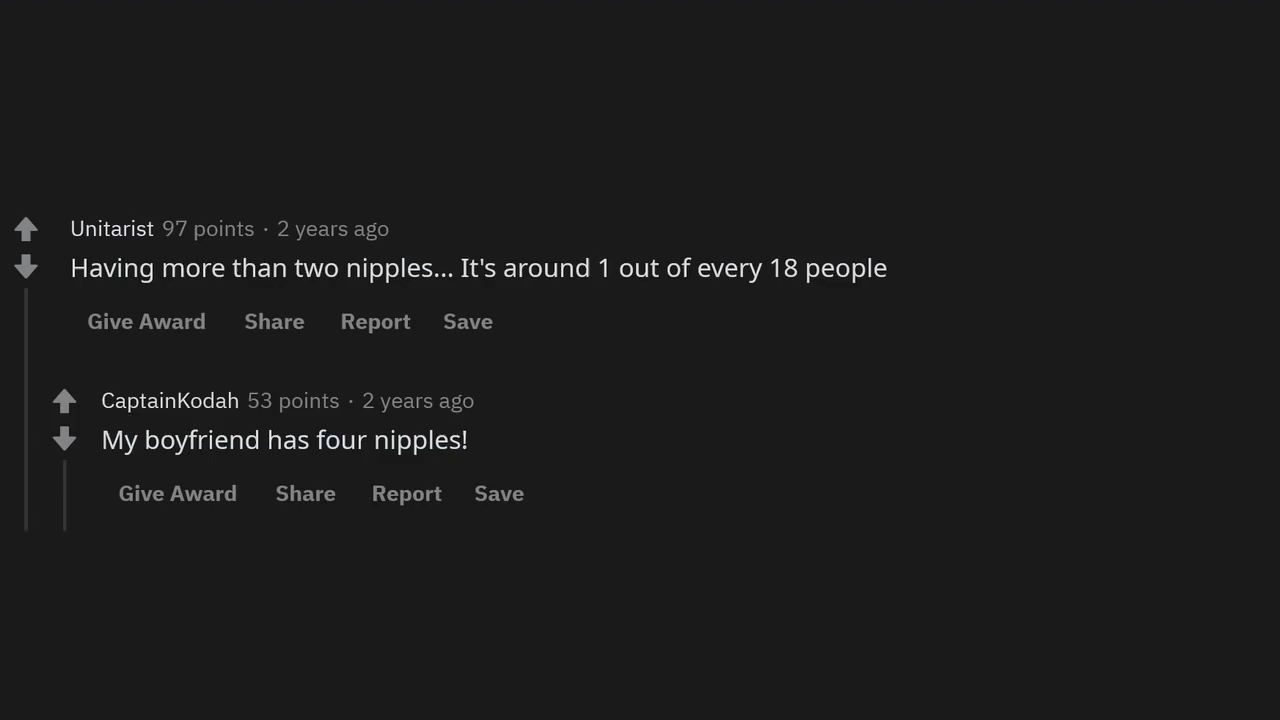 Unitarist 97 points · 2 years ago
Having more than two nipples... It's around 1 out of every 18 people
Give Award Share Report Save
CaptainKodah 53 points · 2 years ago
My boyfriend has four nipples!
Give Award Share Report Save